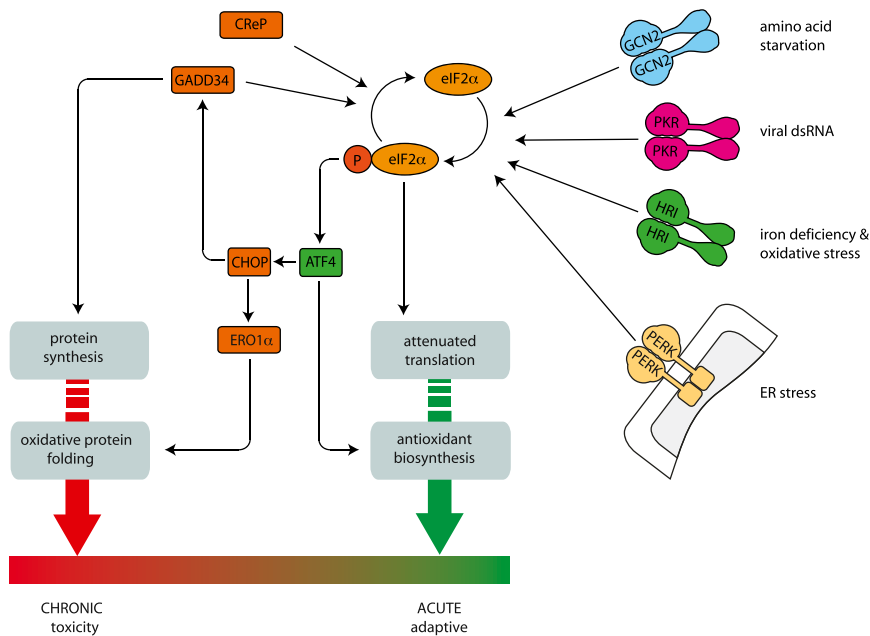 CReP
GADD34
eIF2α
P
eIF2α
CHOP
ATF4
ERO1α
protein
synthesis
oxidative protein
folding
attenuated
translation
antioxidant
biosynthesis
CHRONIC
toxicity
ACUTE
adaptive
GCN2
GCN2
amino acid
starvation
PKR
PKR
viral dsRNA
HRI
HRI
iron deficiency &
oxidative stress
PERK
PERK
ER stress